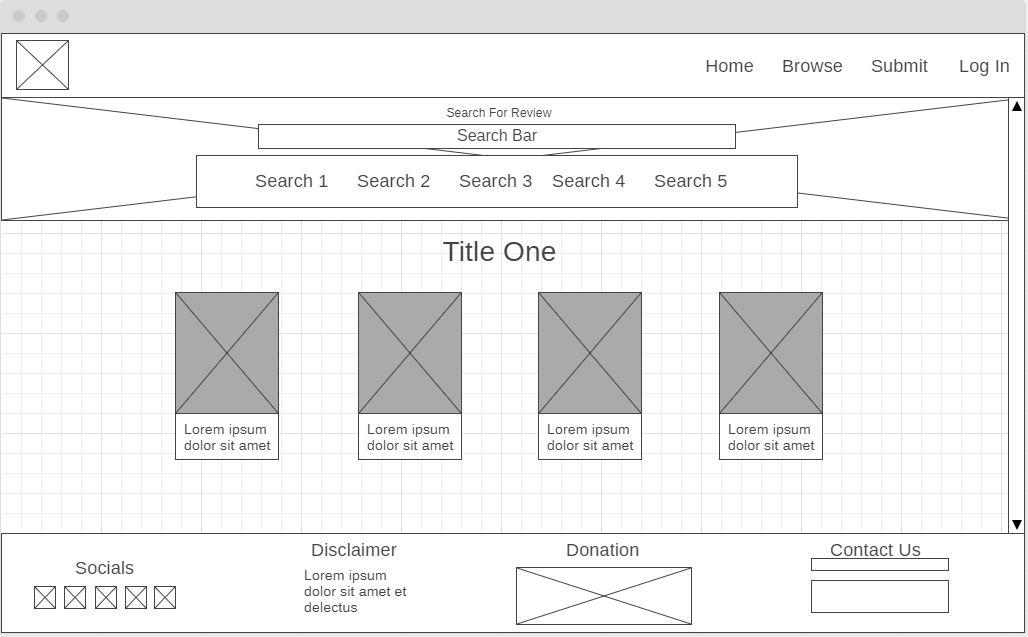 Home Browse Submit Log In
Search For Review
Search Bar
Search 1 Search 2 Search 3 Search 4 Search 5
Title One
Lorem ipsum
dolor sit amet
Lorem ipsum
dolor sit amet
Lorem ipsum
dolor sit amet
Lorem ipsum
dolor sit amet
Socials
Disclaimer
Lorem ipsum
dolor sit amet et
delectus
Donation
Contact Us